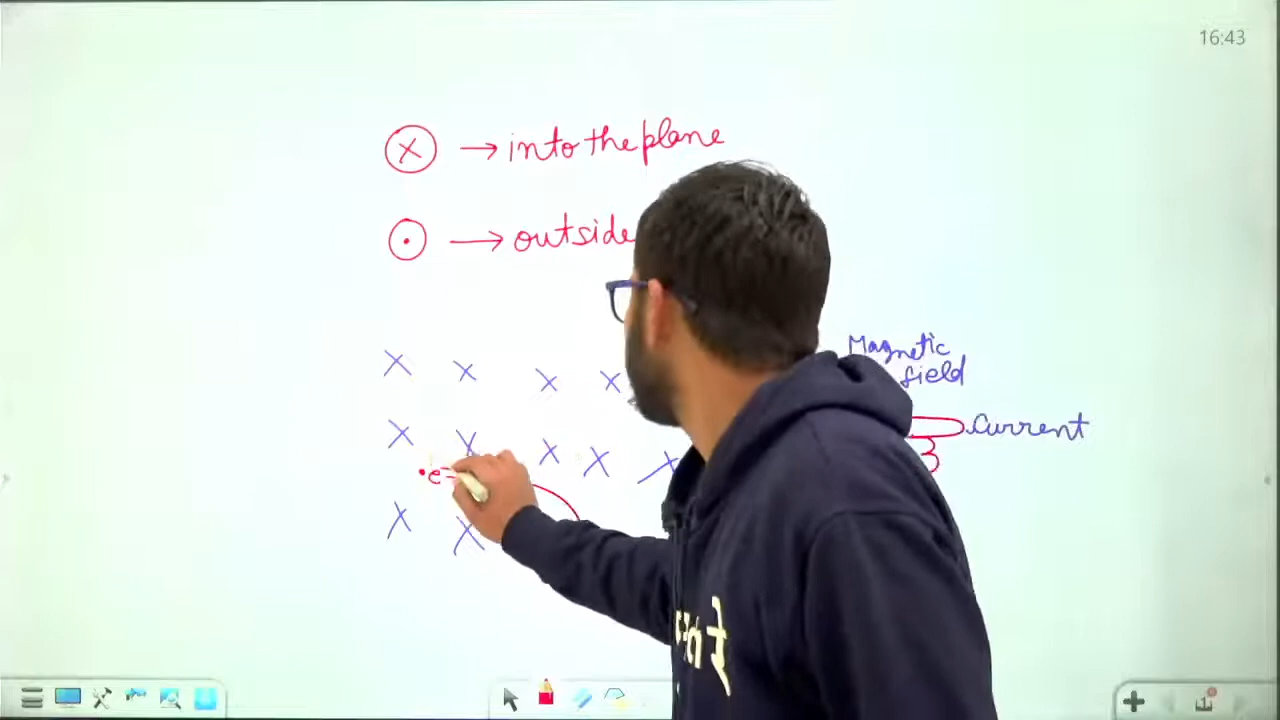 16:43
X → into the plane
→ outside
X X X X
Magnetic
field
X X X X X
Current
e-
X X